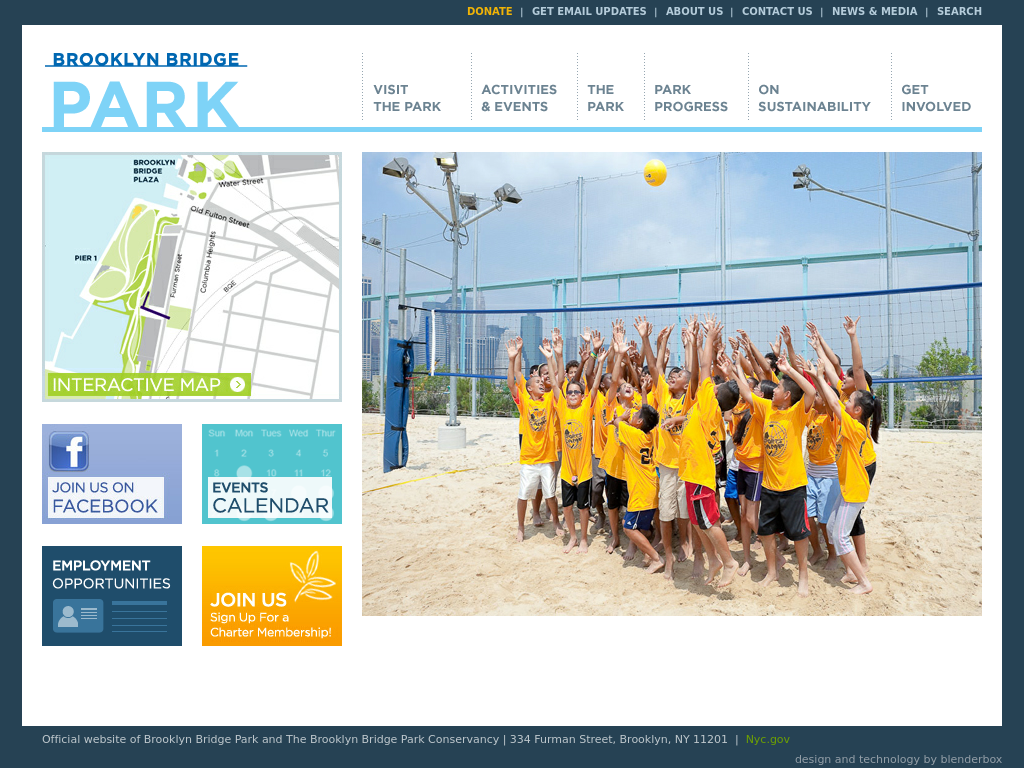 DONATE | GET EMAIL UPDATES | ABOUT US | CONTACT US | NEWS & MEDIA | SEARCH
BROOKLYN BRIDGE
PARK
VISIT
THE PARK
ACTIVITIES
& EVENTS
THE
PARK
PARK
PROGRESS
ON
SUSTAINABILITY
GET
INVOLVED
BROOKLYN
BRIDGE
PLAZA
Water Street
Old Fulton Street
PIER 1
Furman Street
Columbia Heights
BQE
INTERACTIVE MAP
f
JOIN US ON
FACEBOOK
Sun Mon Tues Wed Thur
1 2 3 4 5
8 10 11 12
EVENTS
CALENDAR
EMPLOYMENT
OPPORTUNITIES
JOIN US
Sign Up For a
Charter Membership!
Official website of Brooklyn Bridge Park and The Brooklyn Bridge Park Conservancy | 334 Furman Street, Brooklyn, NY 11201 | Nyc.gov
design and technology by blenderbox